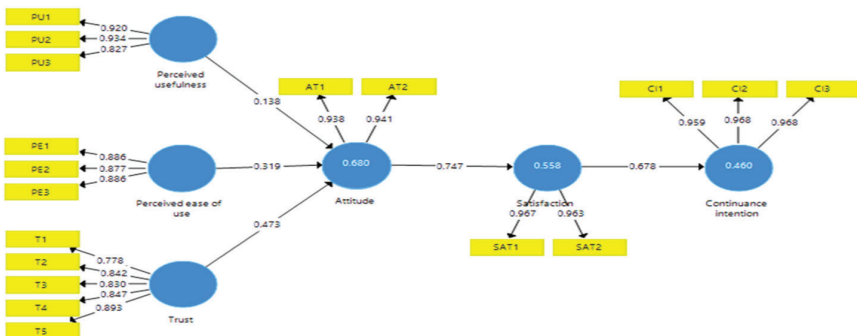 PU1
0.920
PU2
0.934
PU3
0.827
Perceived
usefulness
0.138
AT1
AT2
0.938
0.941
CI1
CI2
CI3
0.959
0.968
0.968
PE1
0.886
PE2
0.877
PE3
0.886
Perceived ease of
use
0.319
0.680
Attitude
0.747
0.558
Satisfaction
0.678
0.460
Continuance
intention
0.473
0.967
0.963
SAT1
SAT2
T1
0.778
T2
0.842
T3
0.830
T4
0.847
T5
0.893
Trust